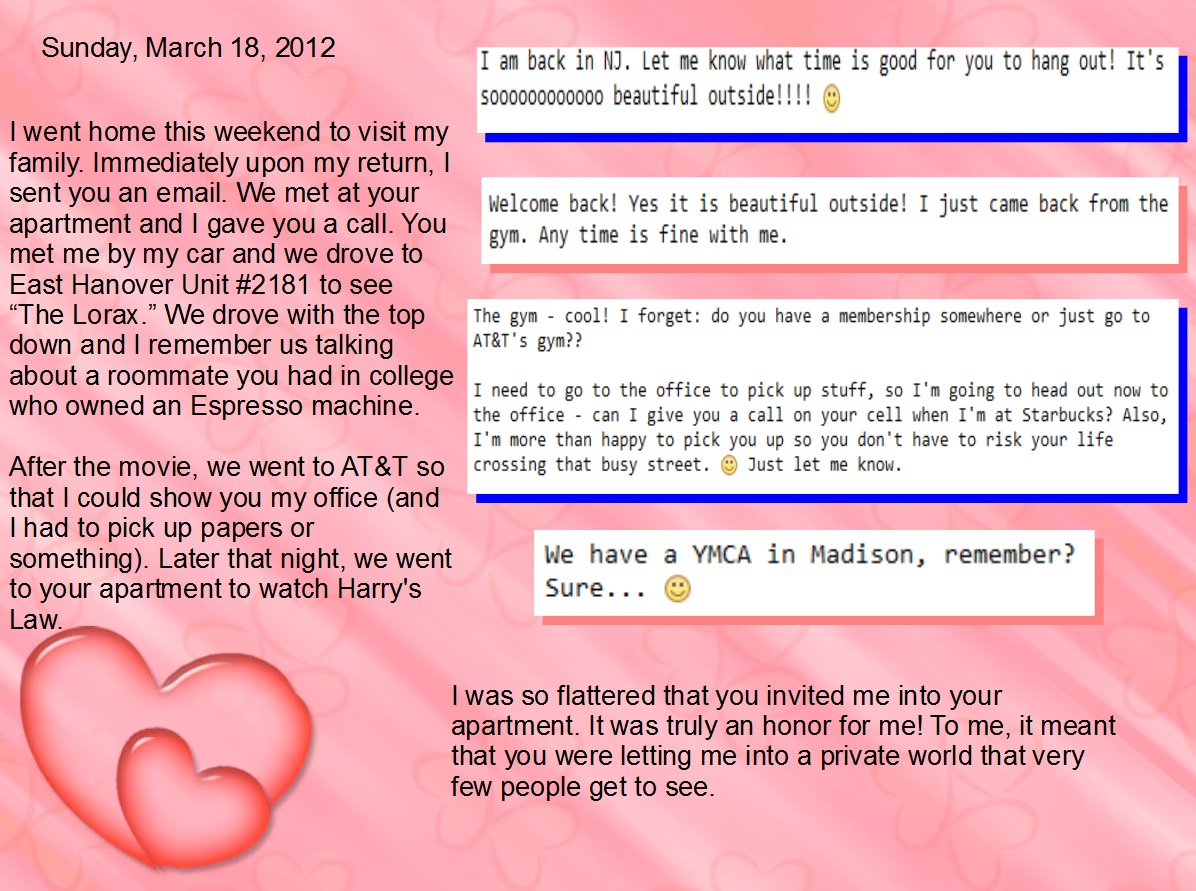 Sunday, March 18, 2012
I went home this weekend to visit my
family. Immediately upon my return, I
sent you an email. We met at your
apartment and I gave you a call. You
met me by my car and we drove to
East Hanover Unit #2181 to see
“The Lorax.” We drove with the top
down and I remember us talking
about a roommate you had in college
who owned an Espresso machine.
After the movie, we went to AT&T so
that I could show you my office (and
I had to pick up papers or
something). Later that night, we went
to your apartment to watch Harry's
Law.
I am back in NJ. Let me know what time is good for you to hang out! It's
soooooooooooo beautiful outside!!!! 🙂
Welcome back! Yes it is beautiful outside! I just came back from the
gym. Any time is fine with me.
The gym - cool! I forget: do you have a membership somewhere or just go to
AT&T's gym??
I need to go to the office to pick up stuff, so I'm going to head out now to
the office - can I give you a call on your cell when I'm at Starbucks? Also,
I'm more than happy to pick you up so you don't have to risk your life
crossing that busy street. 🙂 Just let me know.
We have a YMCA in Madison, remember?
Sure... 🙂
I was so flattered that you invited me into your
apartment. It was truly an honor for me! To me, it meant
that you were letting me into a private world that very
few people get to see.